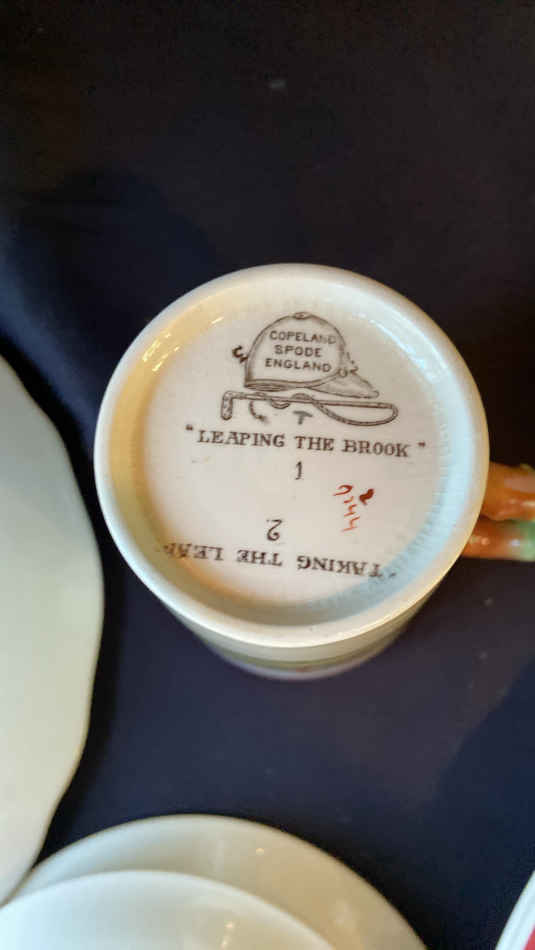 COPELAND
SPODE
ENGLAND
T
"LEAPING THE BROOK"
1
2
"TAKING THE LEAP